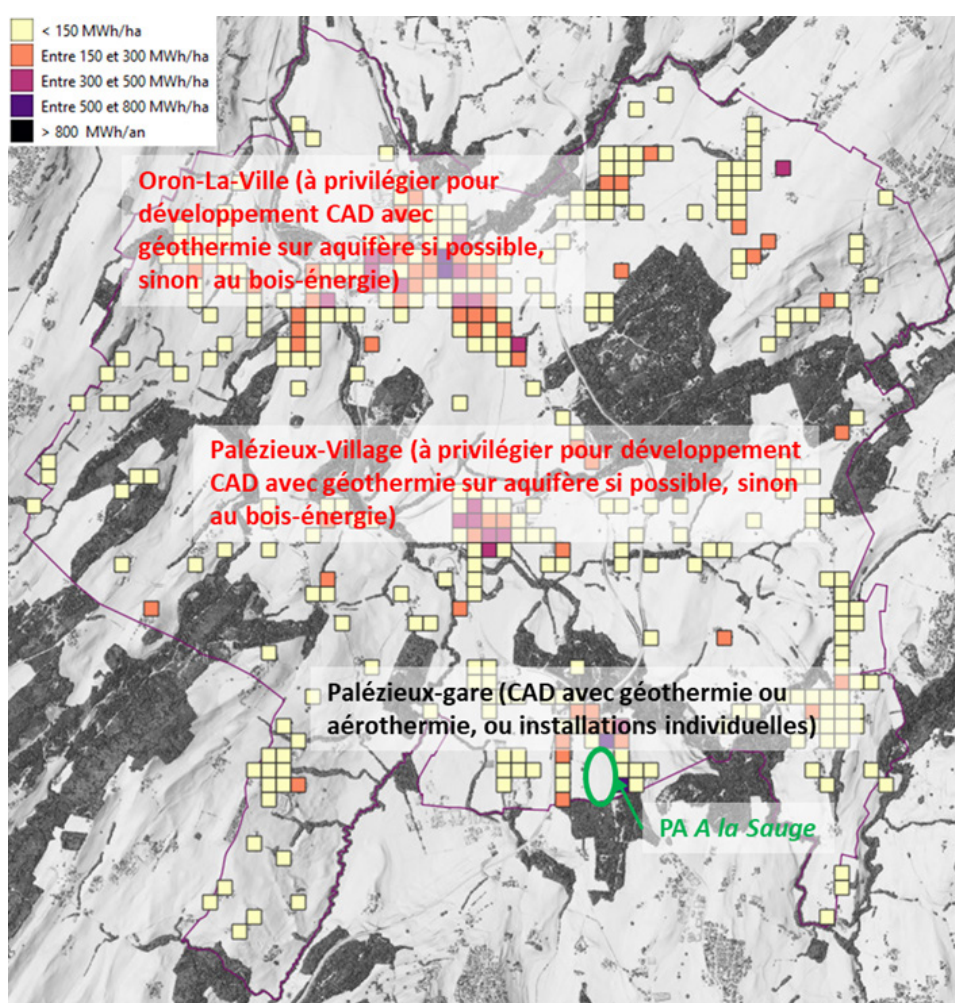 < 150 MWh/ha
Entre 150 et 300 MWh/ha
Entre 300 et 500 MWh/ha
Entre 500 et 800 MWh/ha
> 800 MWh/an
Oron-La-Ville (à privilégier pour
développement CAD avec
géothermie sur aquifère si possible,
sinon au bois-énergie)
Palézieux-Village (à privilégier pour développement
CAD avec géothermie sur aquifère si possible, sinon
au bois-énergie)
Palézieux-gare (CAD avec géothermie ou
aérothermie, ou installations individuelles)
PA A la Sauge